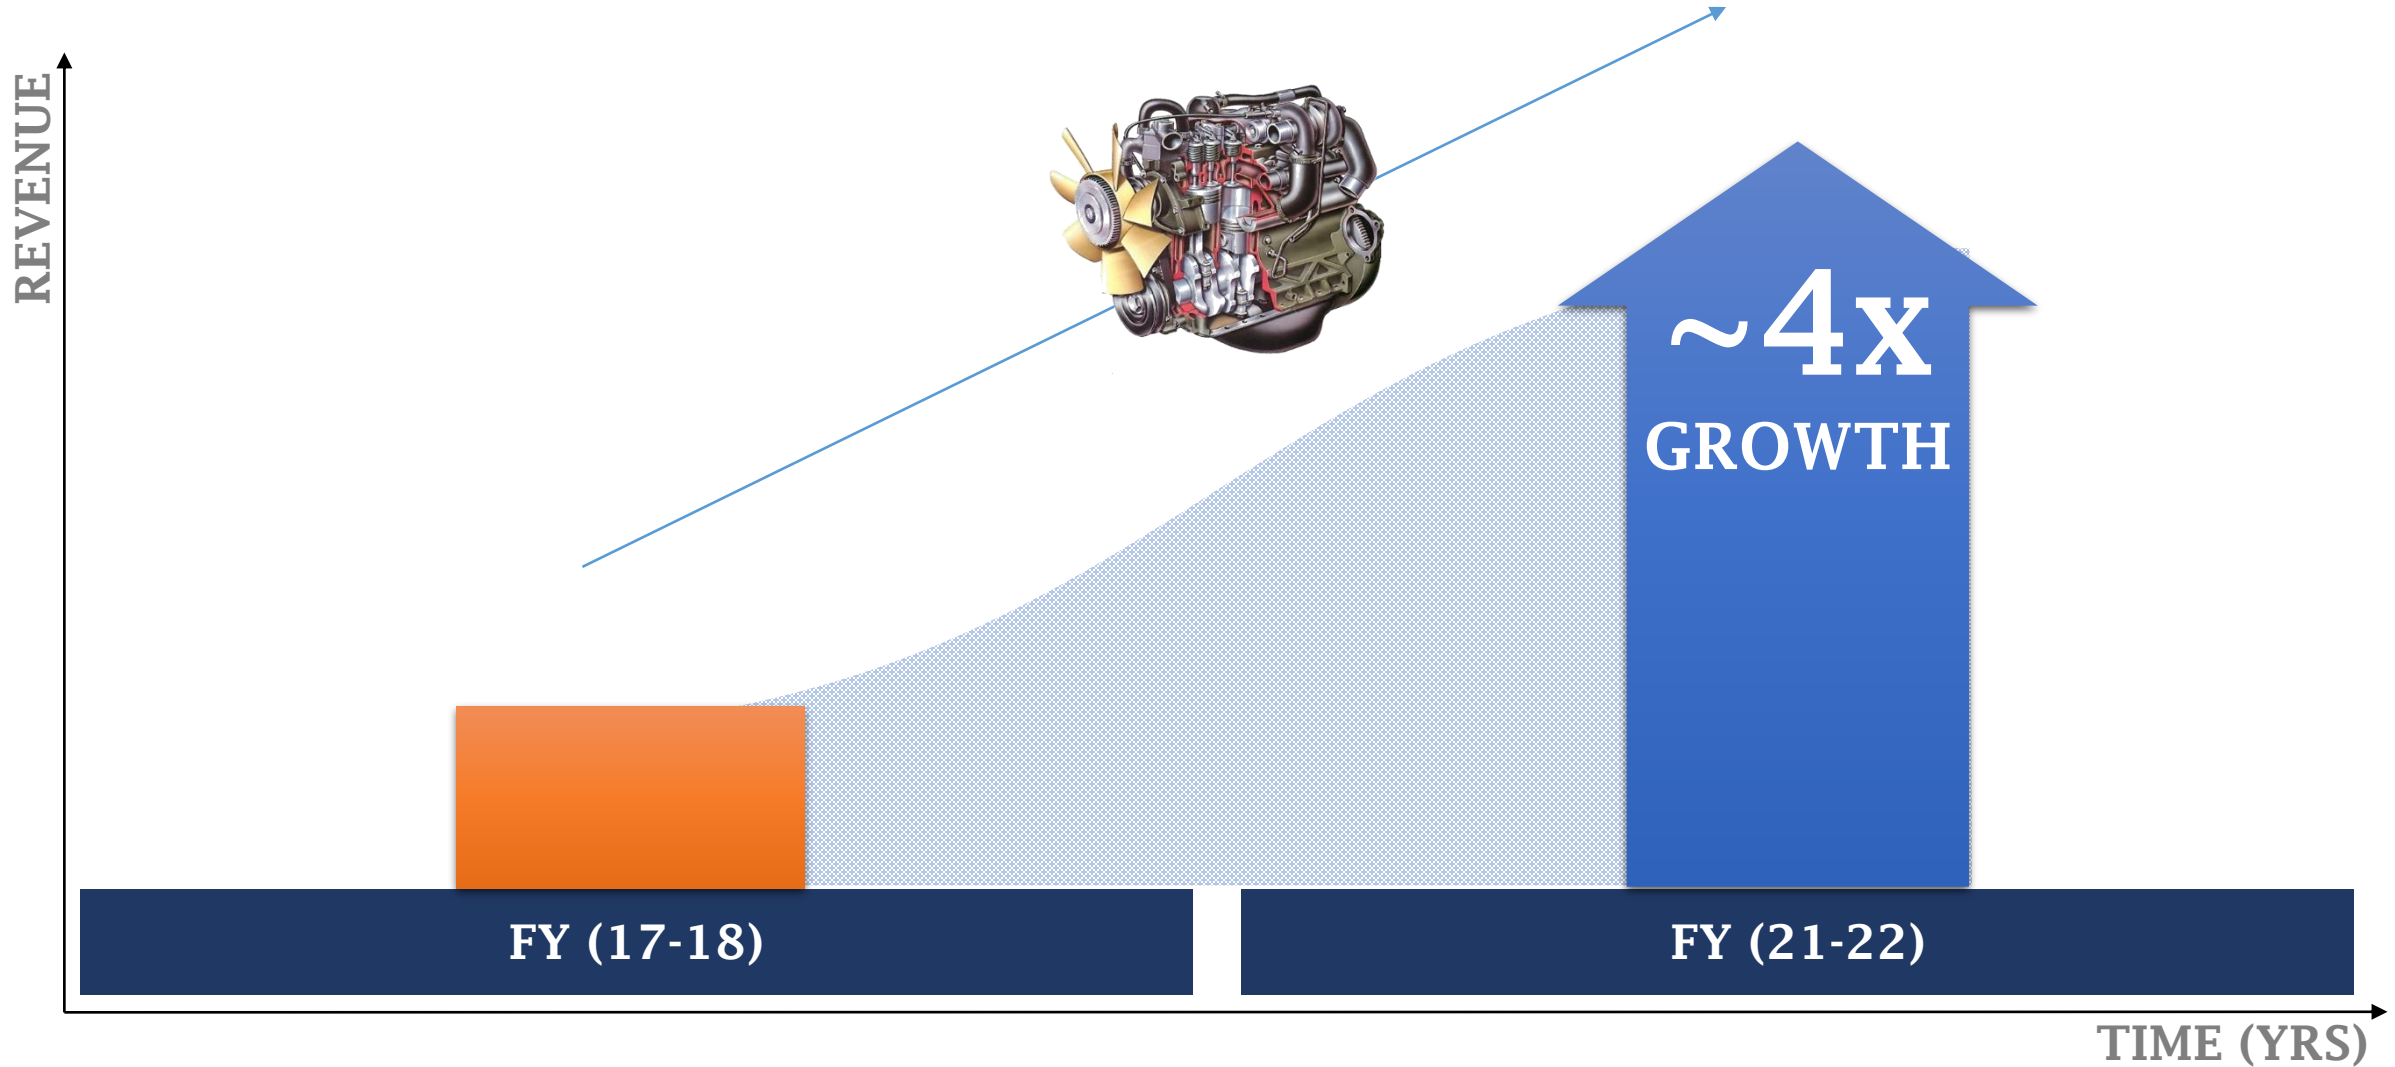 REVENUE
~4x
GROWTH
FY (17-18)
FY (21-22)
TIME (YRS)